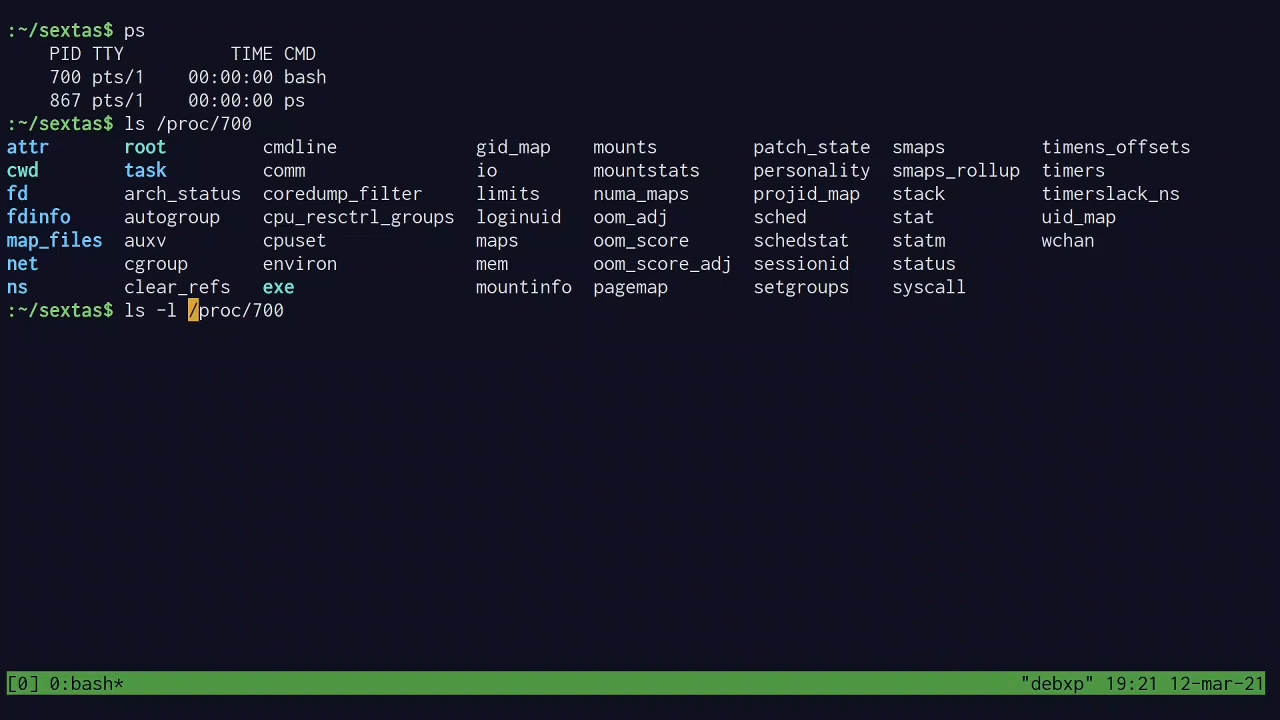 :~/sextas$ ps
    PID TTY          TIME CMD
    700 pts/1    00:00:00 bash
    867 pts/1    00:00:00 ps
:~/sextas$ ls /proc/700
attr       root         cmdline             gid_map    mounts         patch_state   smaps         timens_offsets
cwd        task         comm                io         mountstats     personality   smaps_rollup  timers
fd         arch_status  coredump_filter     limits     numa_maps      projid_map    stack         timerslack_ns
fdinfo     autogroup    cpu_resctrl_groups  loginuid   oom_adj        sched         stat          uid_map
map_files  auxv         cpuset              maps       oom_score      schedstat     statm         wchan
net        cgroup       environ             mem        oom_score_adj  sessionid     status
ns         clear_refs   exe                 mountinfo  pagemap        setgroups     syscall
:~/sextas$ ls -l /proc/700
[0] 0:bash* "debxp" 19:21 12-mar-21